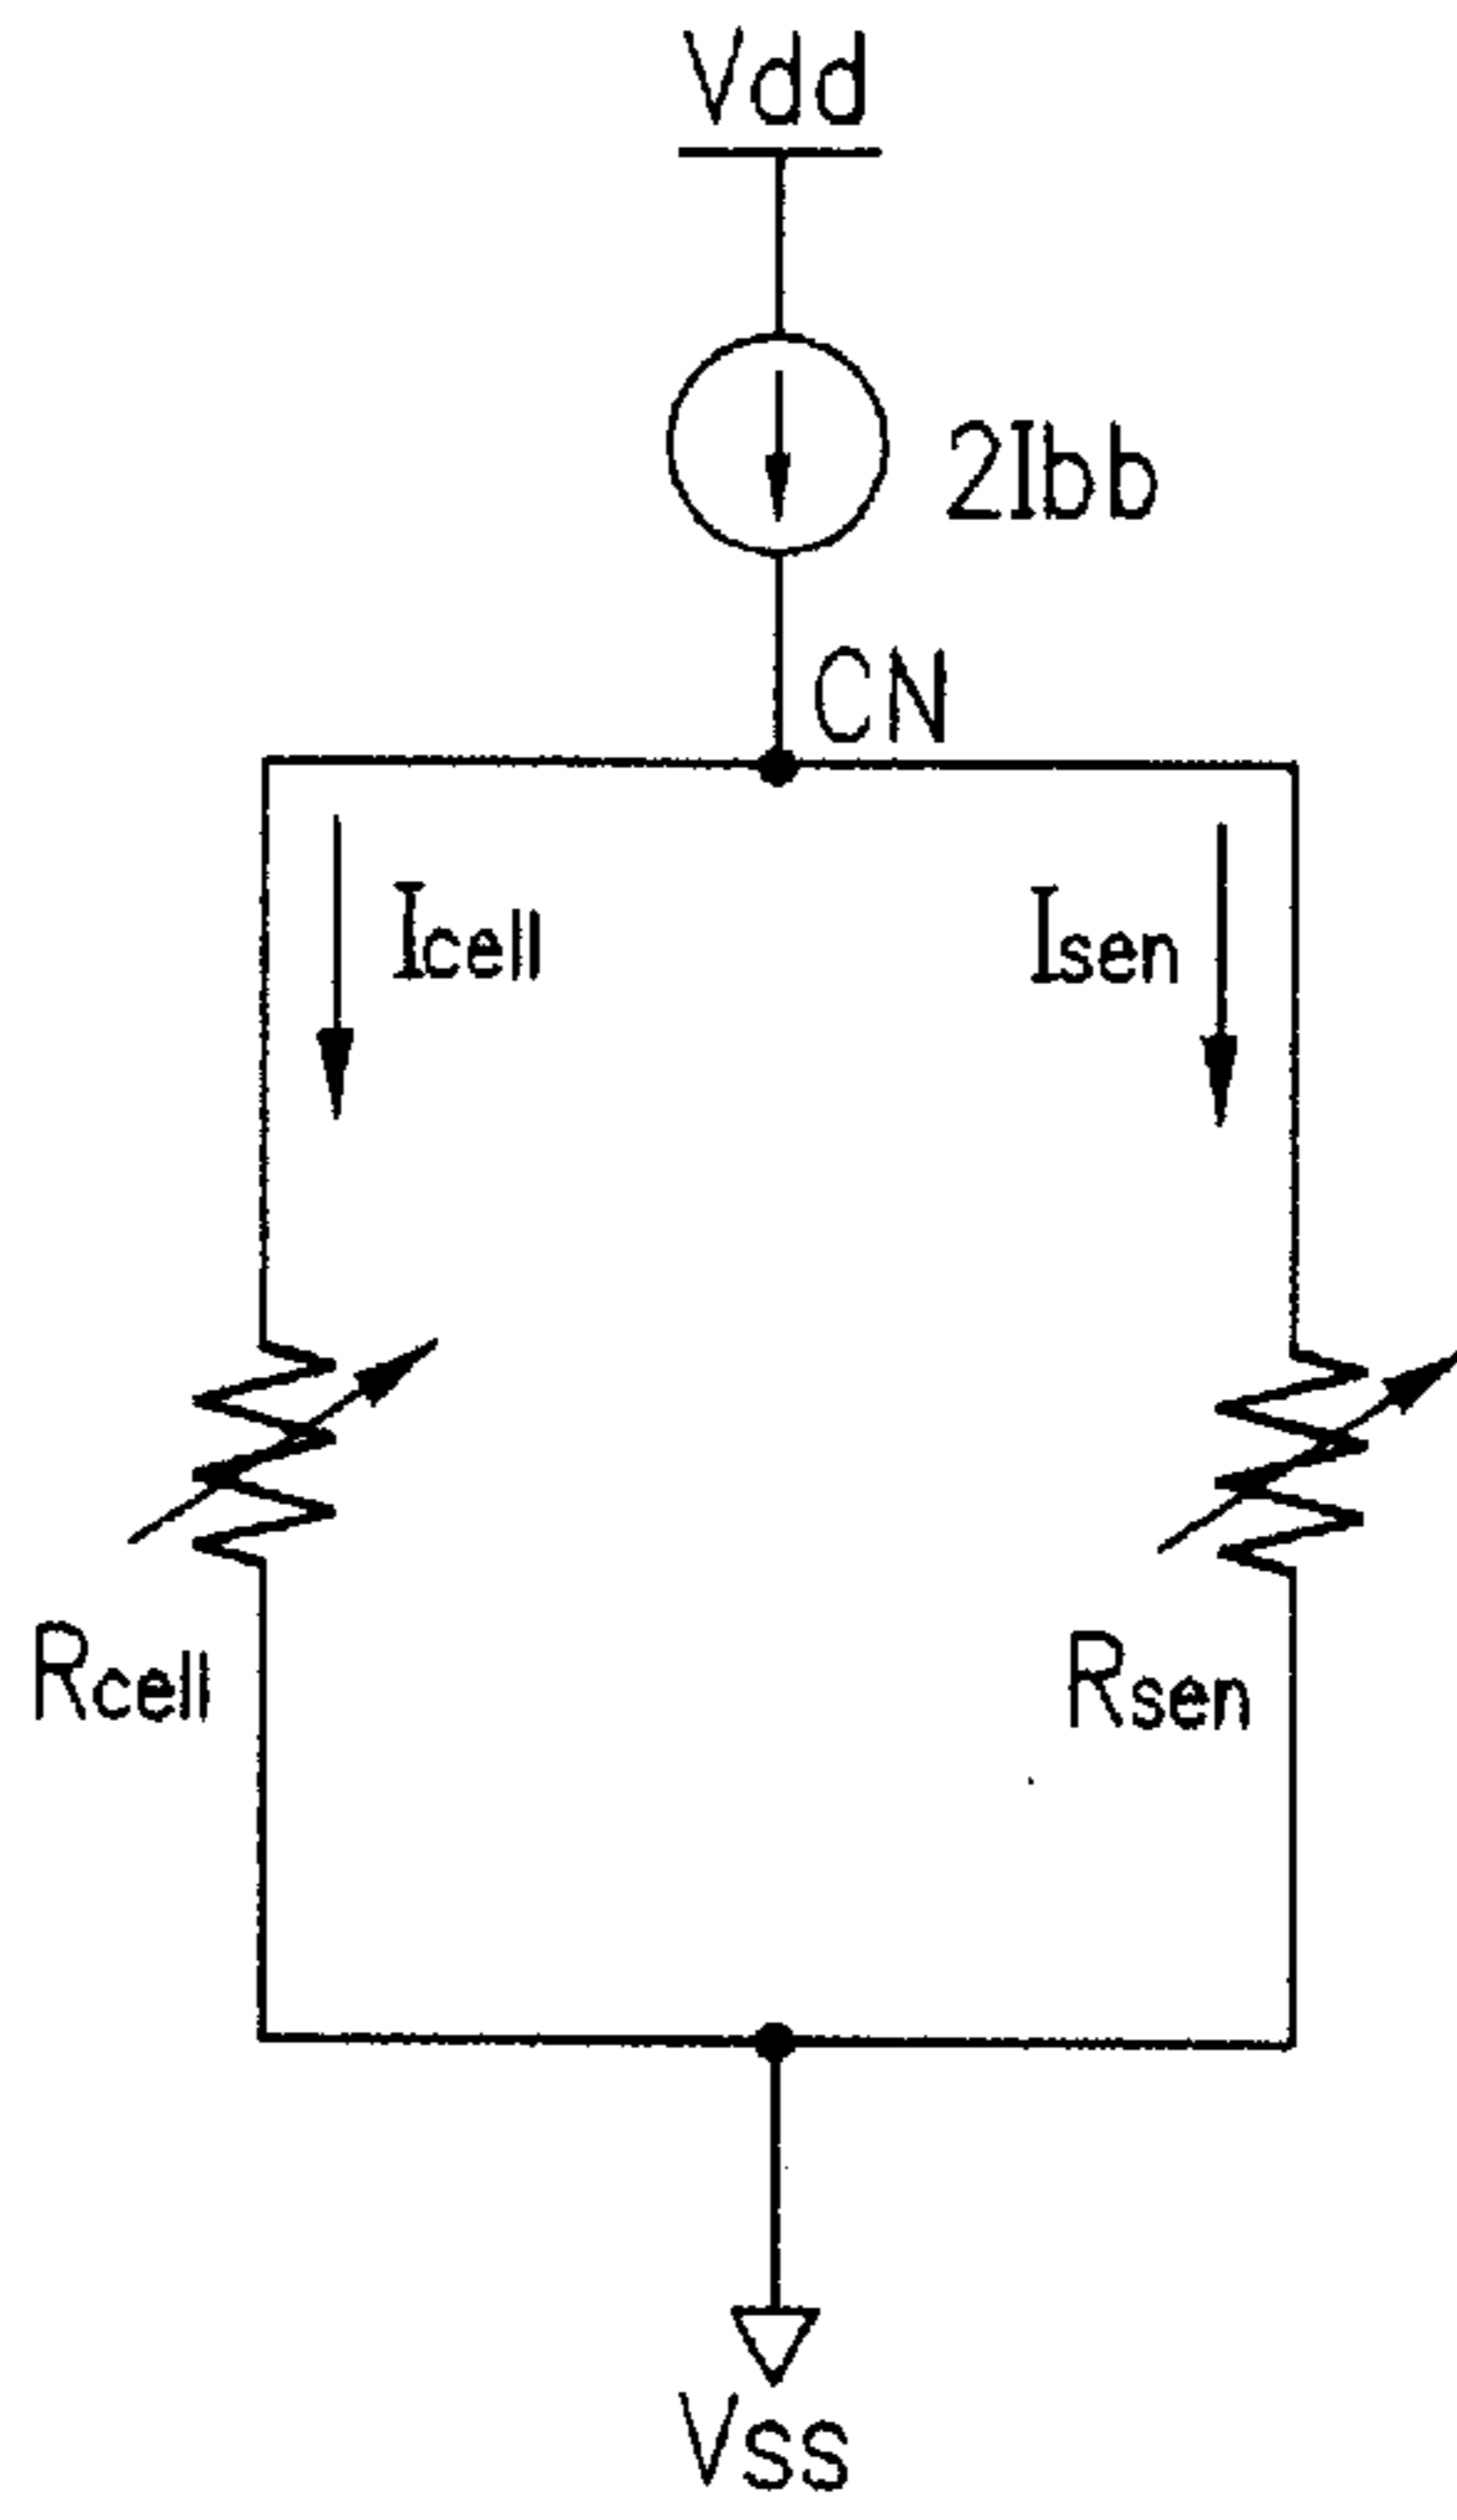 Vdd
2Ibb
CN
Icell
Isen
Rcell
Rsen
Vss